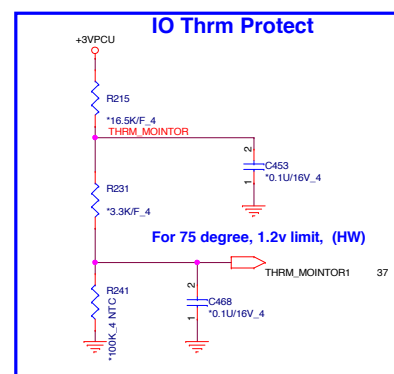 IO Thrm Protect
+3VPCU
R215
*16.5K/F_4
THRM_MOINTOR
2
C453
1
*0.1U/16V_4
R231
*3.3K/F_4
For 75 degree, 1.2v limit, (HW)
THRM_MOINTOR1 37
R241
*100K_4 NTC
2
C468
1
*0.1U/16V_4